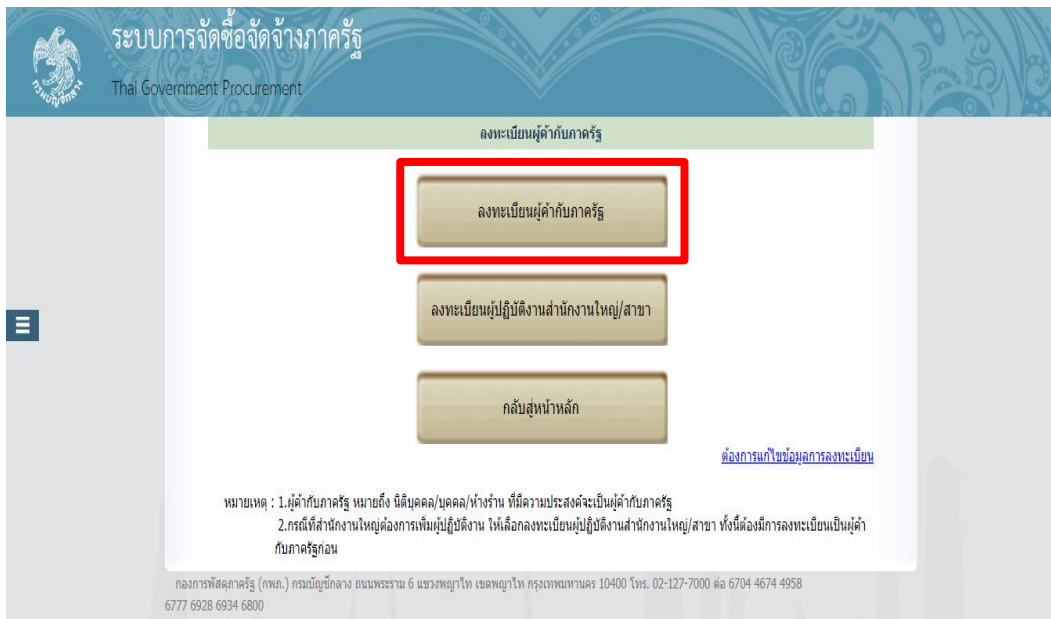 ระบบการจัดซื้อจัดจ้างภาครัฐ
Thai Government Procurement
กรมบัญชีกลาง
ลงทะเบียนผู้ค้ากับภาครัฐ
ลงทะเบียนผู้ค้ากับภาครัฐ
ลงทะเบียนผู้ปฏิบัติงานสำนักงานใหญ่/สาขา
กลับสู่หน้าหลัก
ต้องการแก้ไขข้อมูลการลงทะเบียน
หมายเหตุ : 1.ผู้ค้ากับภาครัฐ หมายถึง นิติบุคคล/บุคคล/ห้างร้าน ที่มีความประสงค์จะเป็นผู้ค้ากับภาครัฐ
2.กรณีที่สำนักงานใหญ่ต้องการเพิ่มผู้ปฏิบัติงาน ให้เลือกลงทะเบียนผู้ปฏิบัติงานสำนักงานใหญ่/สาขา ทั้งนี้ต้องมีการลงทะเบียนเป็นผู้ค้า
กับภาครัฐก่อน
กองการพัสดุภาครัฐ (กพภ.) กรมบัญชีกลาง ถนนพระราม 6 แขวงพญาไท เขตพญาไท กรุงเทพมหานคร 10400 โทร. 02-127-7000 ต่อ 6704 4674 4958
6777 6928 6934 6800